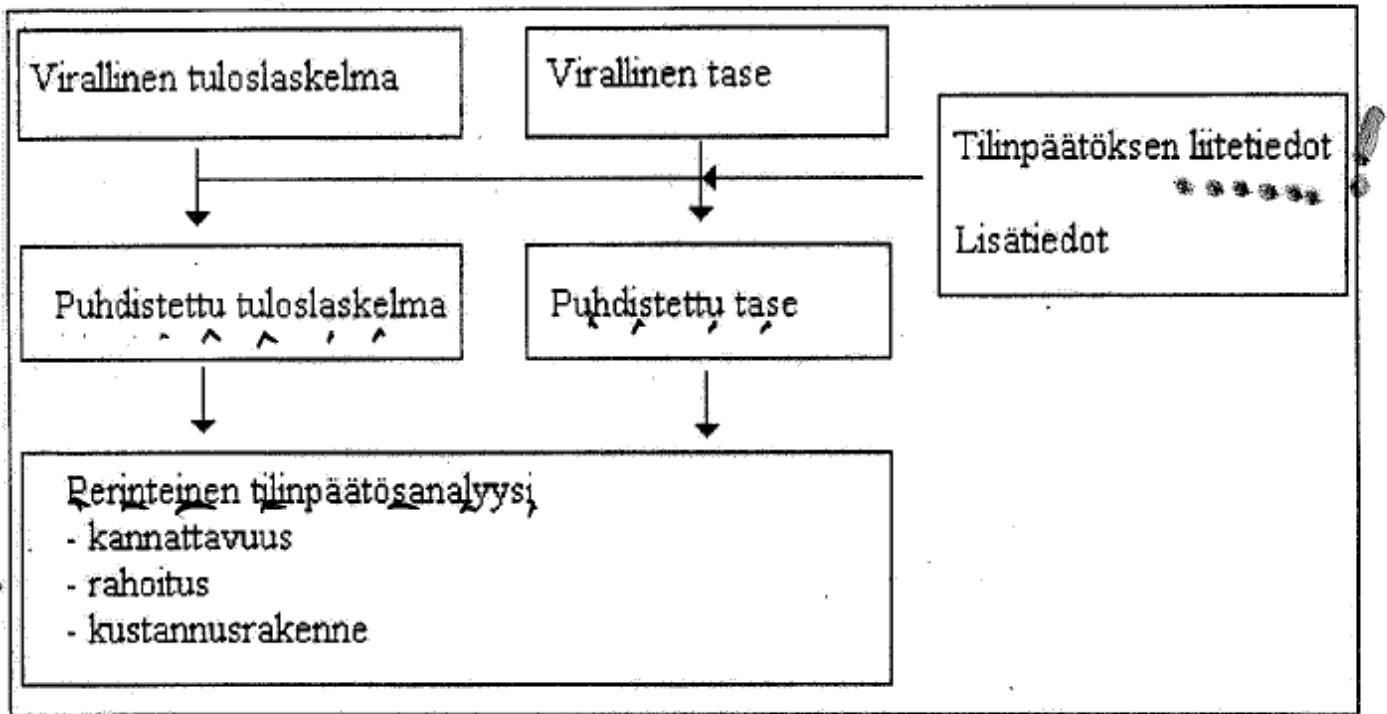 Virallinen tuloslaskelma
Virallinen tase
Tilinpäätöksen liitetiedot !
Lisätiedot
Puhdistettu tuloslaskelma
Puhdistettu tase
Perinteinen tilinpäätösanalyysi
- kannattavuus
- rahoitus
- kustannusrakenne